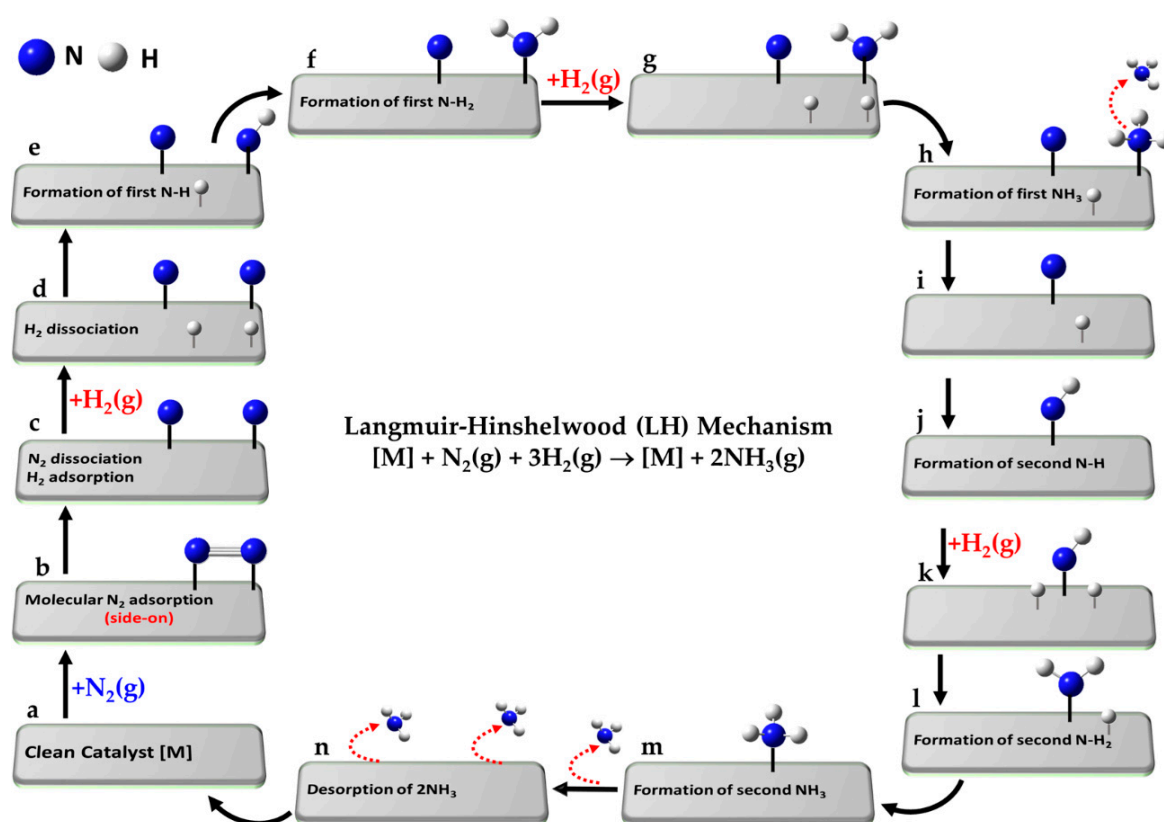 N H
f
Formation of first N-H₂
+H₂(g)
g
e
Formation of first N-H
h
Formation of first NH₃
d
H₂ dissociation
i
+H₂(g)
c
N₂ dissociation
H₂ adsorption
Langmuir-Hinshelwood (LH) Mechanism
[M] + N₂(g) + 3H₂(g) → [M] + 2NH₃(g)
j
Formation of second N-H
+H₂(g)
b
Molecular N₂ adsorption
(side-on)
k
+N₂(g)
a
Clean Catalyst [M]
n
Desorption of 2NH₃
m
Formation of second NH₃
l
Formation of second N-H₂